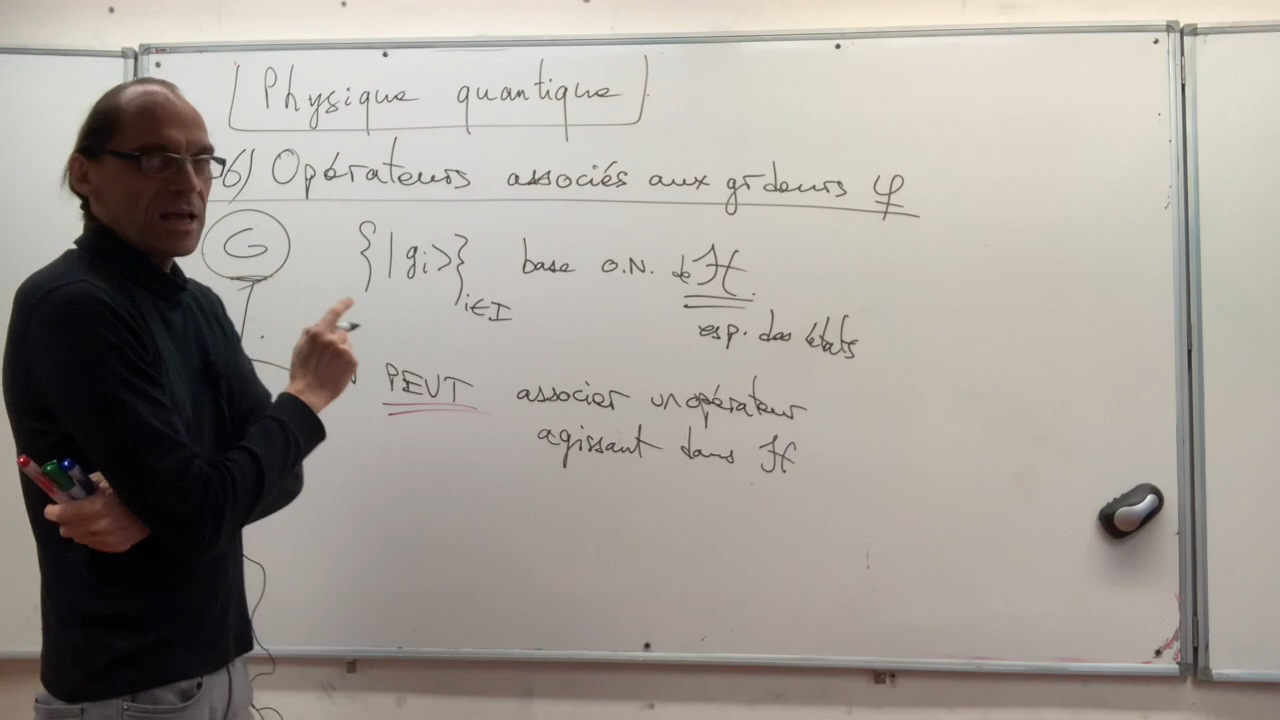 Physique quantique
6) Opérateurs associés aux grdeurs φ
G {|gi>}i∈I base O.N. de H
esp. des états
PEUT associer un opérateur
agissant dans H